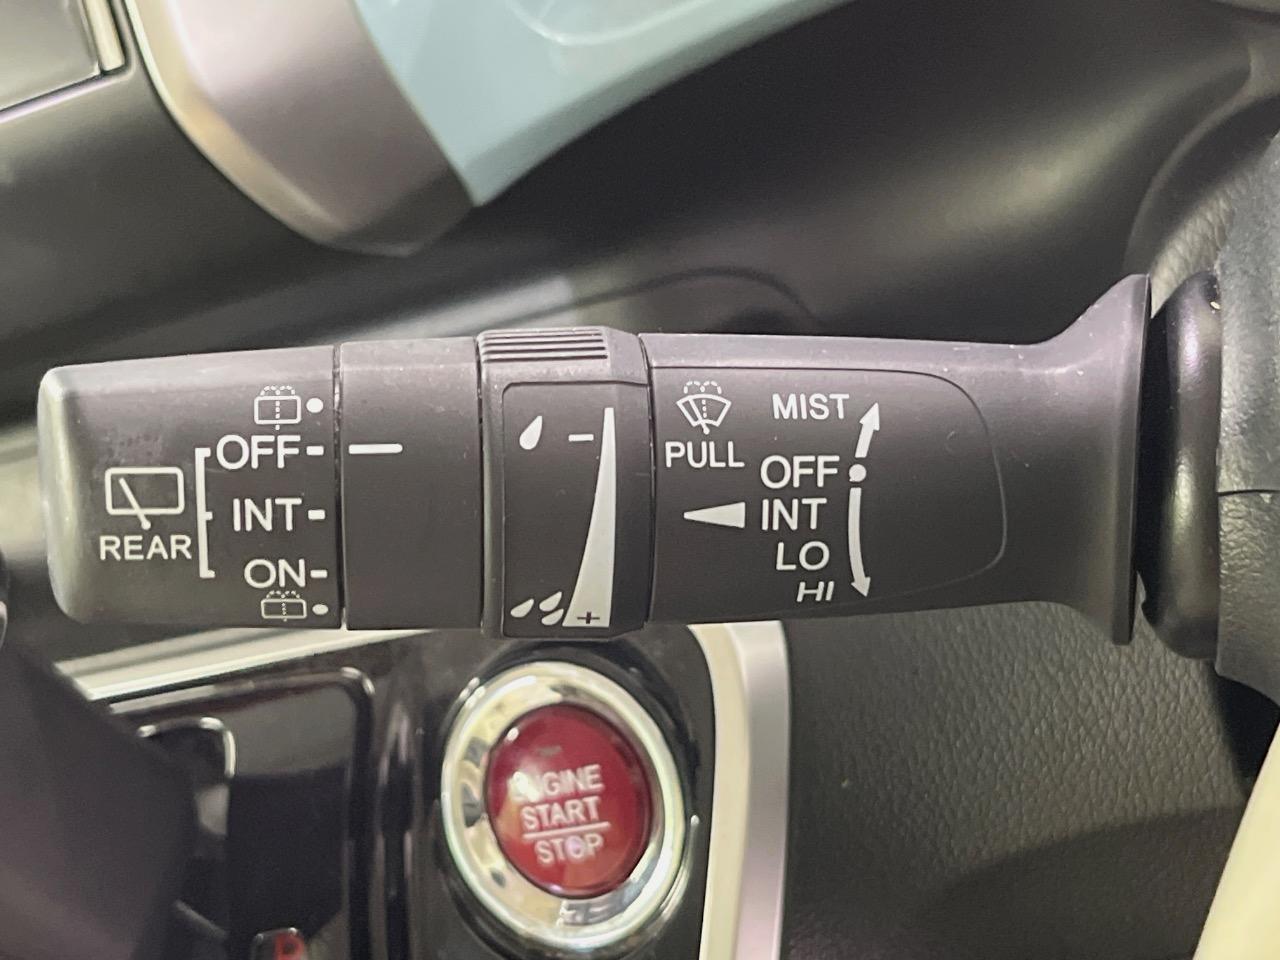 OFF
INT
ON
REAR
−
+
PULL
MIST
OFF
INT
LO
HI
ENGINE
START
STOP